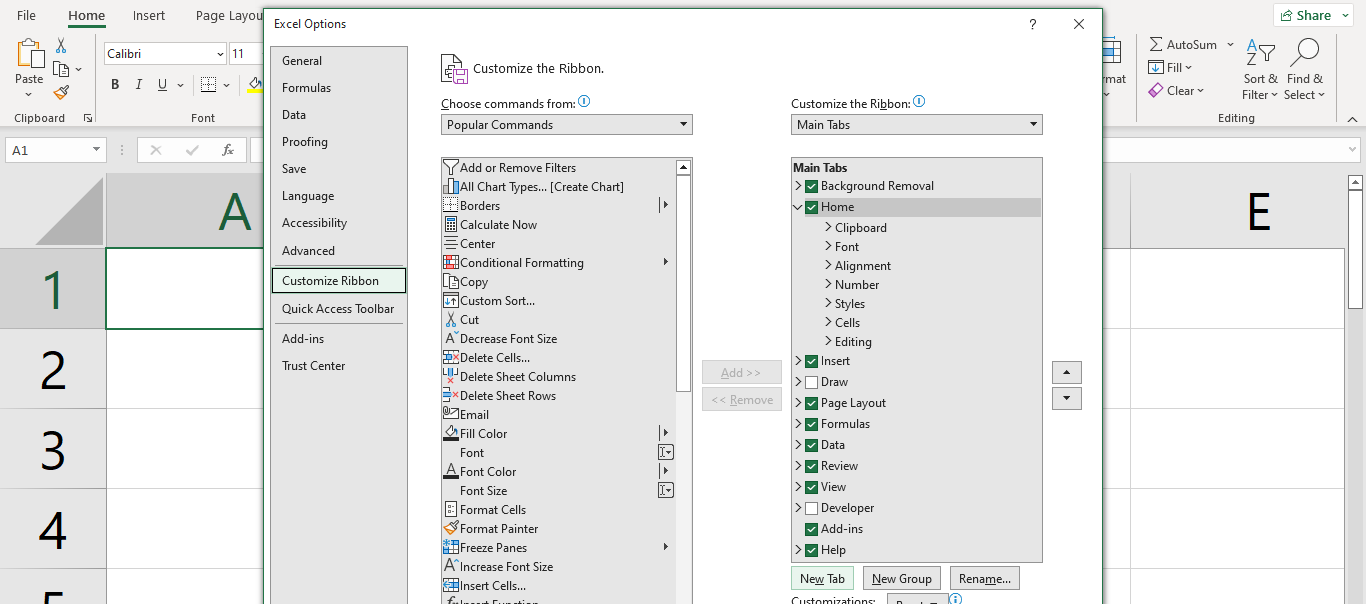 File Home Insert Page Layou
Excel Options
? 
Share
Paste
Calibri 11
B I U
Clipboard
Font
AutoSum
Fill
Clear
Sort & Filter
Find & Select
Editing
rmat
A1
fx
A
E
1
2
3
4
General
Formulas
Data
Proofing
Save
Language
Accessibility
Advanced
Customize Ribbon
Quick Access Toolbar
Add-ins
Trust Center
Customize the Ribbon.
Choose commands from:
Popular Commands
Add or Remove Filters
All Chart Types... [Create Chart]
Borders
Calculate Now
Center
Conditional Formatting
Copy
Custom Sort...
Cut
Decrease Font Size
Delete Cells...
Delete Sheet Columns
Delete Sheet Rows
Email
Fill Color
Font
Font Color
Font Size
Format Cells
Format Painter
Freeze Panes
Increase Font Size
Insert Cells...
Insert Function
Add >>
<< Remove
Customize the Ribbon:
Main Tabs
Main Tabs
Background Removal
Home
Clipboard
Font
Alignment
Number
Styles
Cells
Editing
Insert
Draw
Page Layout
Formulas
Data
Review
View
Developer
Add-ins
Help
New Tab
New Group
Rename...
Customizations: